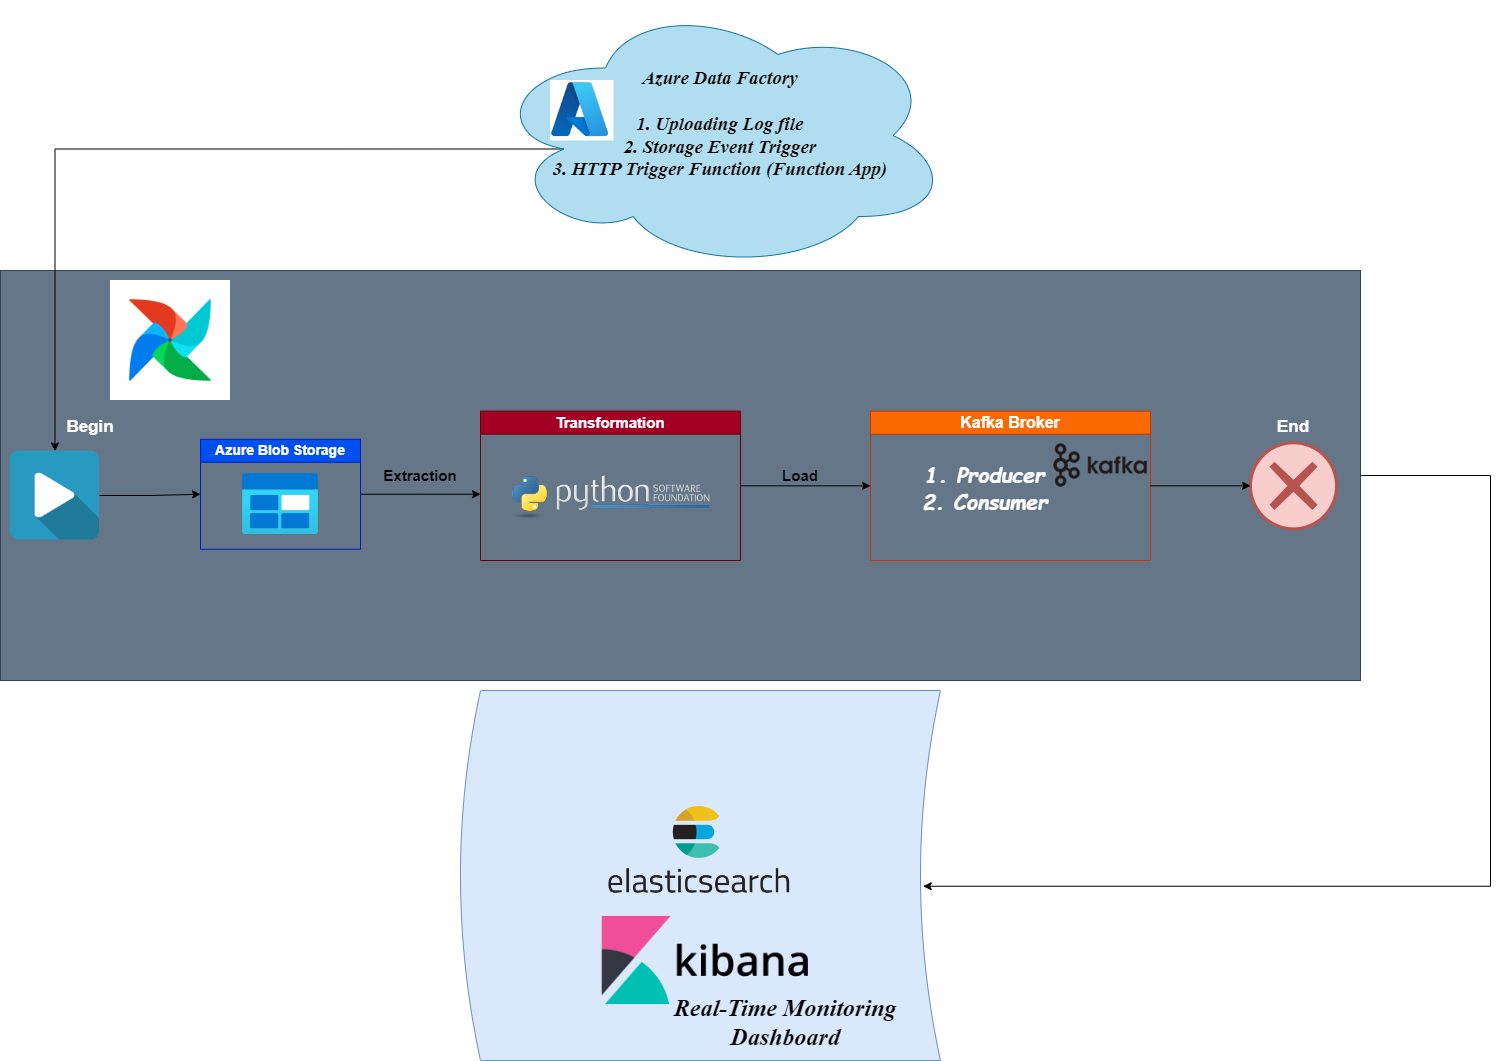 Azure Data Factory
1. Uploading Log file
2. Storage Event Trigger
3. HTTP Trigger Function (Function App)
Begin
Azure Blob Storage
Extraction
Transformation
python SOFTWARE
FOUNDATION
Load
Kafka Broker
1. Producer
2. Consumer
kafka
End
elasticsearch
kibana
Real-Time Monitoring
Dashboard